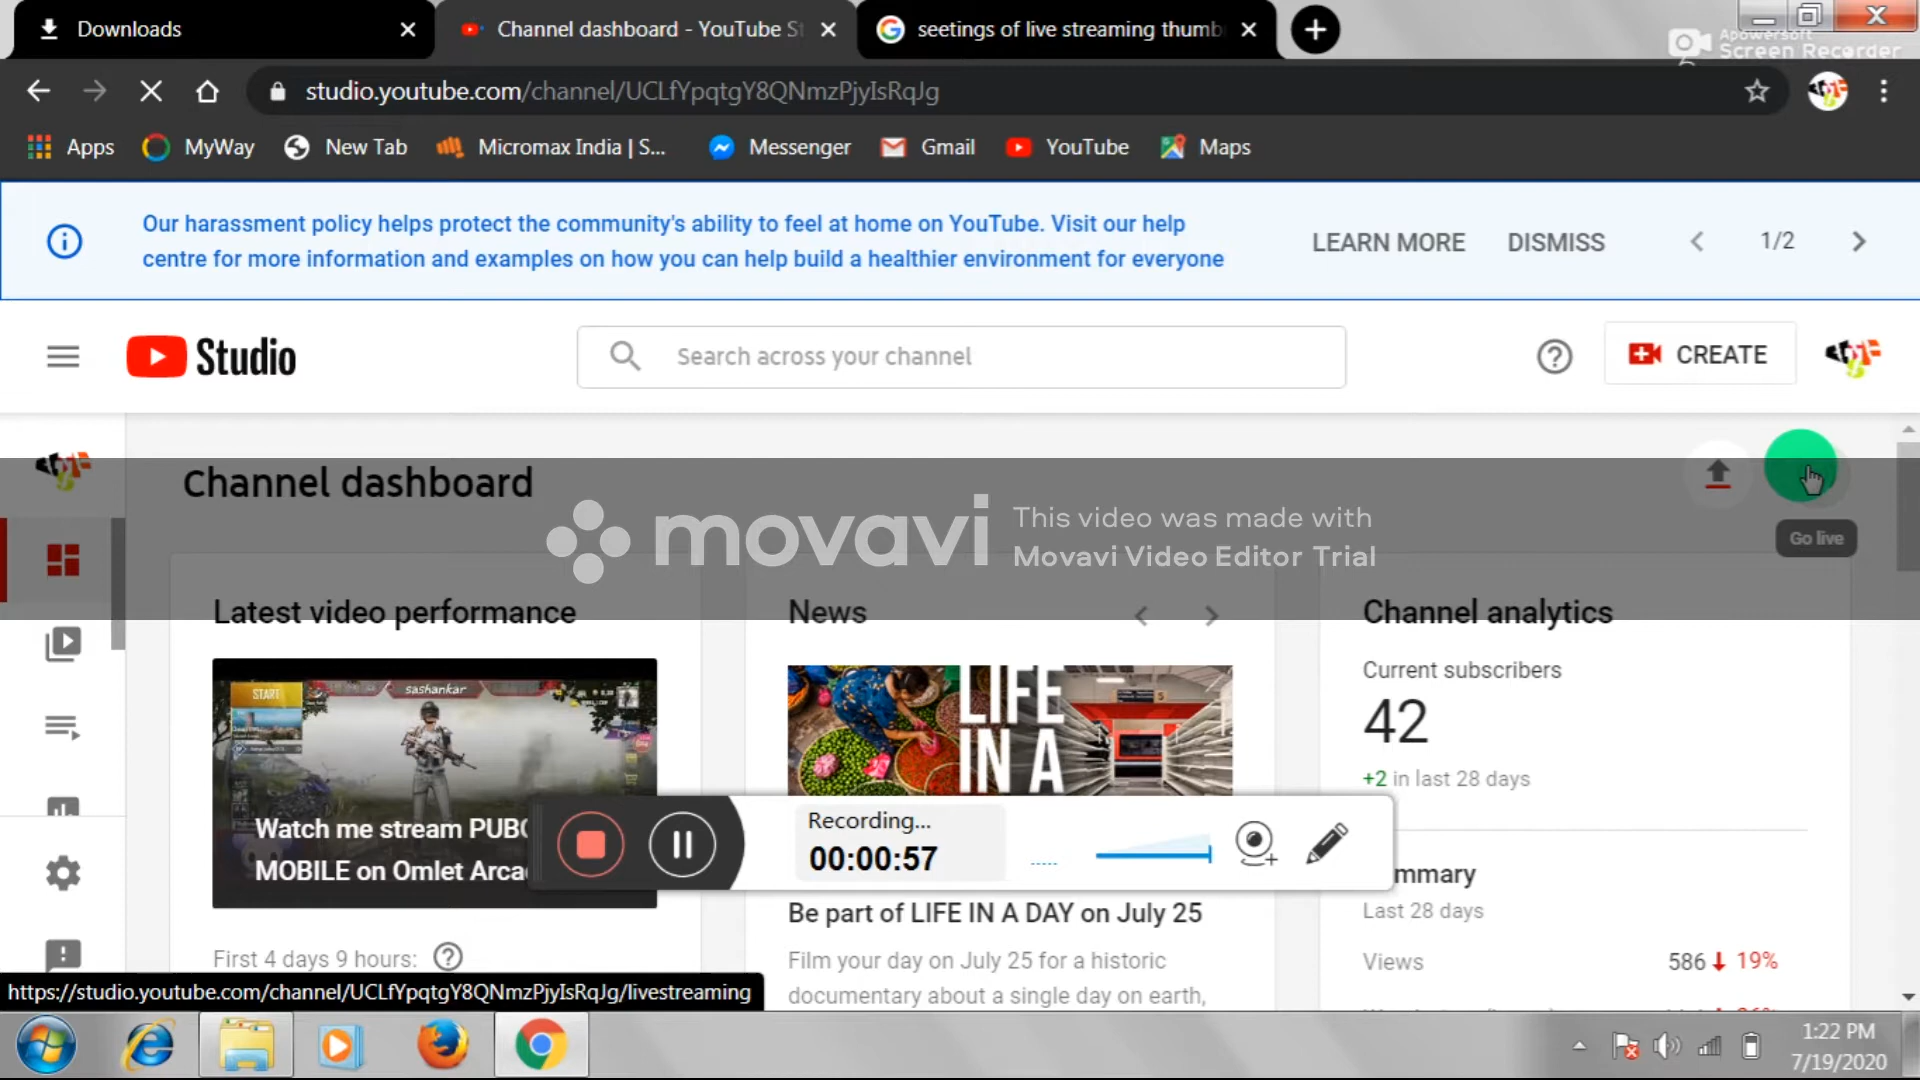 Downloads
Channel dashboard - YouTube St
seetings of live streaming thumb
Apowersoft
Screen Recorder
studio.youtube.com/channel/UCLfYpqtgY8QNmzPjyIsRqJg
Apps
MyWay
New Tab
Micromax India | S...
Messenger
Gmail
YouTube
Maps
Our harassment policy helps protect the community's ability to feel at home on YouTube. Visit our help
centre for more information and examples on how you can help build a healthier environment for everyone
LEARN MORE
DISMISS
1/2
Studio
Search across your channel
CREATE
Channel dashboard
movavi
This video was made with
Movavi Video Editor Trial
Go live
Latest video performance
START
sashankar
Watch me stream PUBG
MOBILE on Omlet Arca
First 4 days 9 hours:
News
LIFE
IN A
Recording...
00:00:57
Be part of LIFE IN A DAY on July 25
Film your day on July 25 for a historic
documentary about a single day on earth,
Channel analytics
Current subscribers
42
+2 in last 28 days
mmary
Last 28 days
Views
586
19%
https://studio.youtube.com/channel/UCLfYpqtgY8QNmzPjyIsRqJg/livestreaming
1:22 PM
7/19/2020